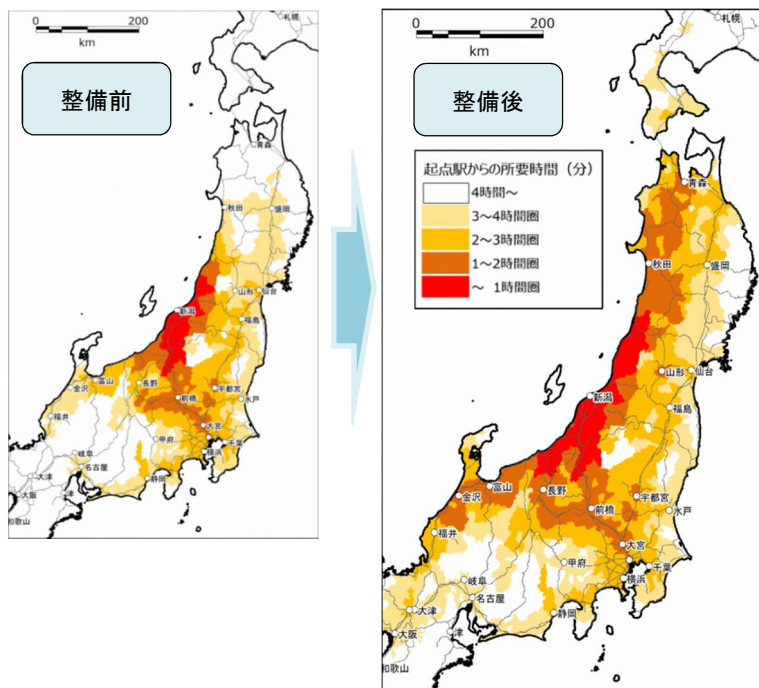 0
200
km
整備前
札幌
青森
秋田
盛岡
山形
仙台
新潟
福島
富山
金沢
長野
前橋
宇都宮
水戸
福井
大宮
甲府
千葉
横浜
岐阜
名古屋
静岡
大津
大阪
津
和歌山
0
200
km
整備後
札幌
起点駅からの所要時間（分）
4時間～
3～4時間圏
2～3時間圏
1～2時間圏
～ 1時間圏
青森
秋田
盛岡
山形
仙台
新潟
福島
富山
金沢
長野
前橋
宇都宮
水戸
福井
大宮
甲府
千葉
横浜
岐阜
名古屋
静岡
大津
大阪
津
和歌山